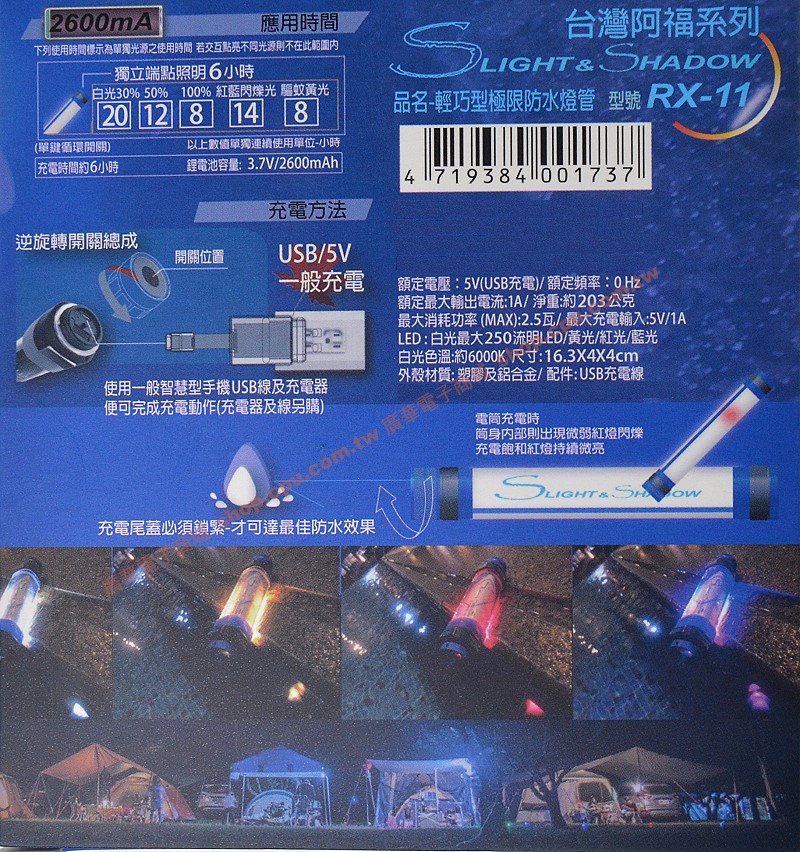 2600mA
應用時間
下列使用時間標示為單獨光源之使用時間 若交互點亮不同光源則不在此範圍內
獨立端點照明6小時
白光30% 50% 100% 紅藍閃爍光 驅蚊黃光
20 12 8 14 8
(單鍵循環開關) 以上數值單獨連續使用單位-小時
充電時間約6小時 鋰電池容量: 3.7V/2600mAh
台灣阿福系列
SLIGHT & SHADOW
品名-輕巧型極限防水燈管 型號 RX-11
4 719384 001737
充電方法
逆旋轉開關總成
開關位置
USB/5V
一般充電
使用一般智慧型手機USB線及充電器
便可完成充電動作(充電器及線另購)
額定電壓：5V(USB充電)/ 額定頻率：0Hz
額定最大輸出電流:1A/ 淨重:約203公克
最大消耗功率(MAX):2.5瓦/ 最大充電輸入:5V/1A
LED : 白光最大250流明LED/黃光/紅光/藍光
白光色溫:約6000K 尺寸: 16.3X4X4cm
外殼材質: 塑膠及鋁合金/ 配件: USB充電線
電筒充電時
筒身內部則出現微弱紅燈閃爍
充電飽和紅燈持續微亮
SLIGHT & SHADOW
充電尾蓋必須鎖緊-才可達最佳防水效果
shop.cpu.com.tw 廣華電子商